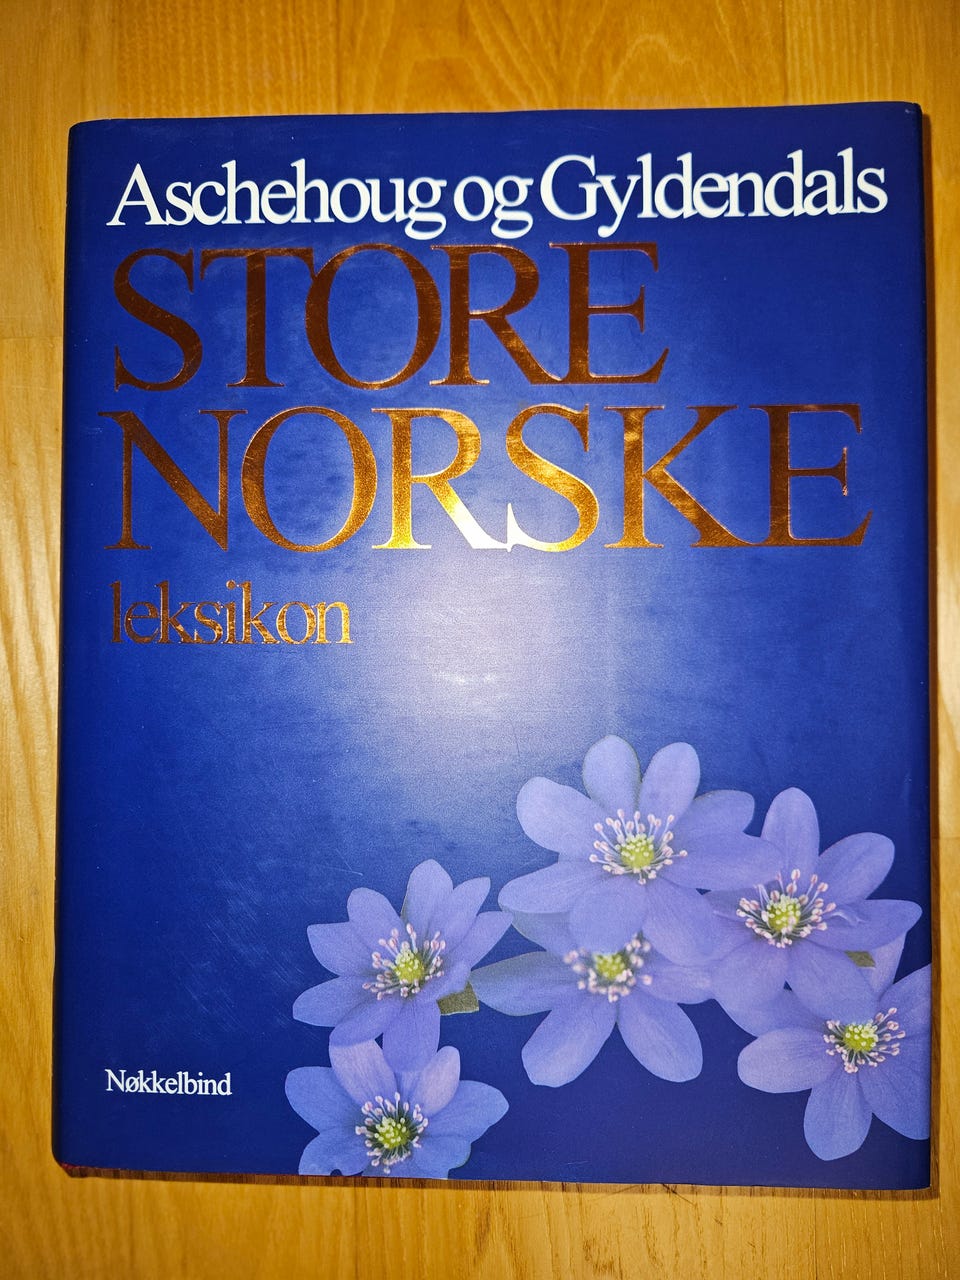 Aschehoug og Gyldendals
STORE
NORSKE
leksikon
Nøkkelbind